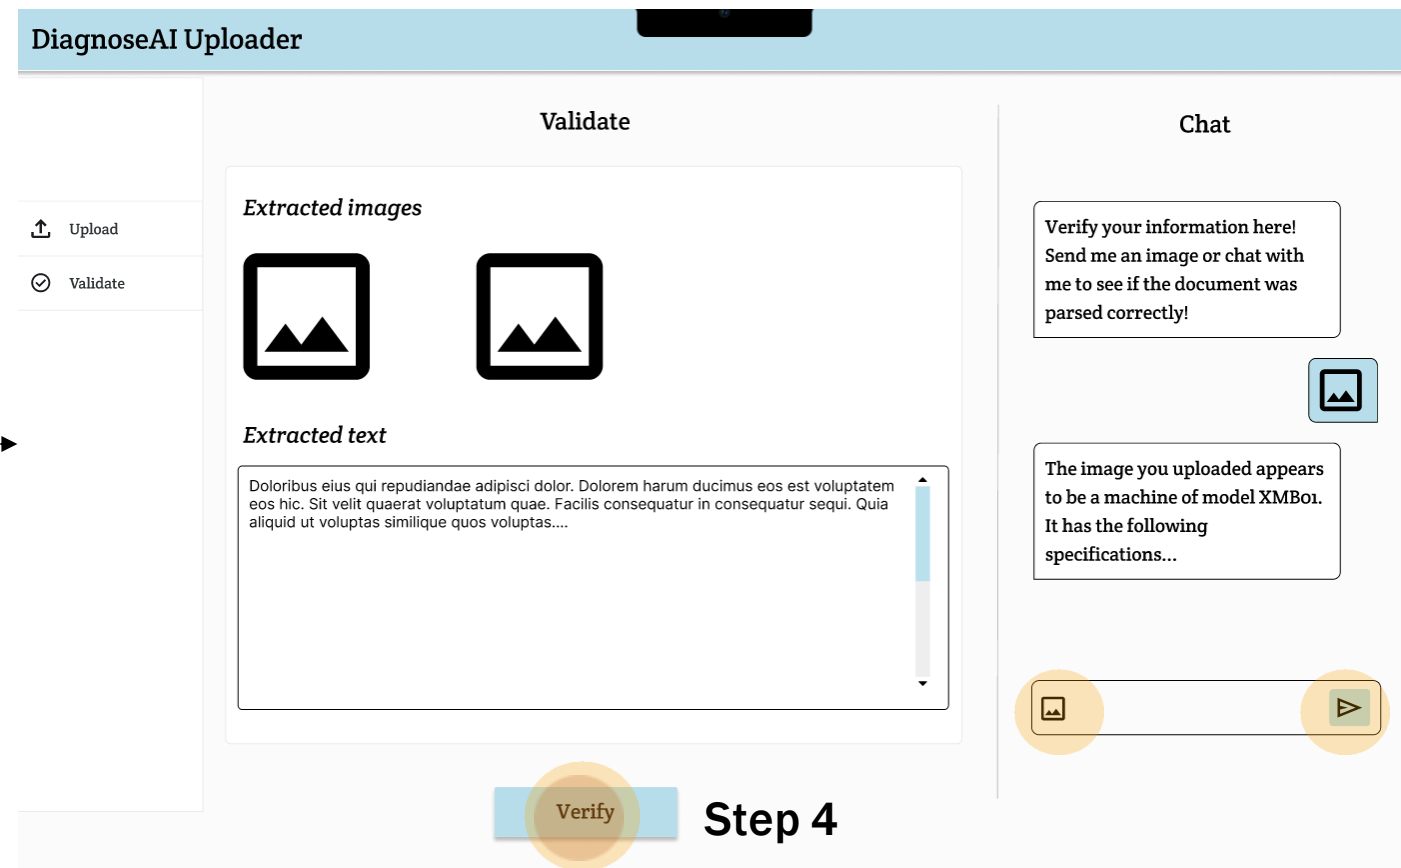 DiagnoseAI Uploader
Upload
Validate
Validate
Extracted images
Extracted text
Doloribus eius qui repudiandae adipisci dolor. Dolorem harum ducimus eos est voluptatem
eos hic. Sit velit quaerat voluptatum quae. Facilis consequatur in consequatur sequi. Quia
aliquid ut voluptas similique quos voluptas....
Verify
Step 4
Chat
Verify your information here!
Send me an image or chat with
me to see if the document was
parsed correctly!
The image you uploaded appears
to be a machine of model XMB01.
It has the following
specifications...